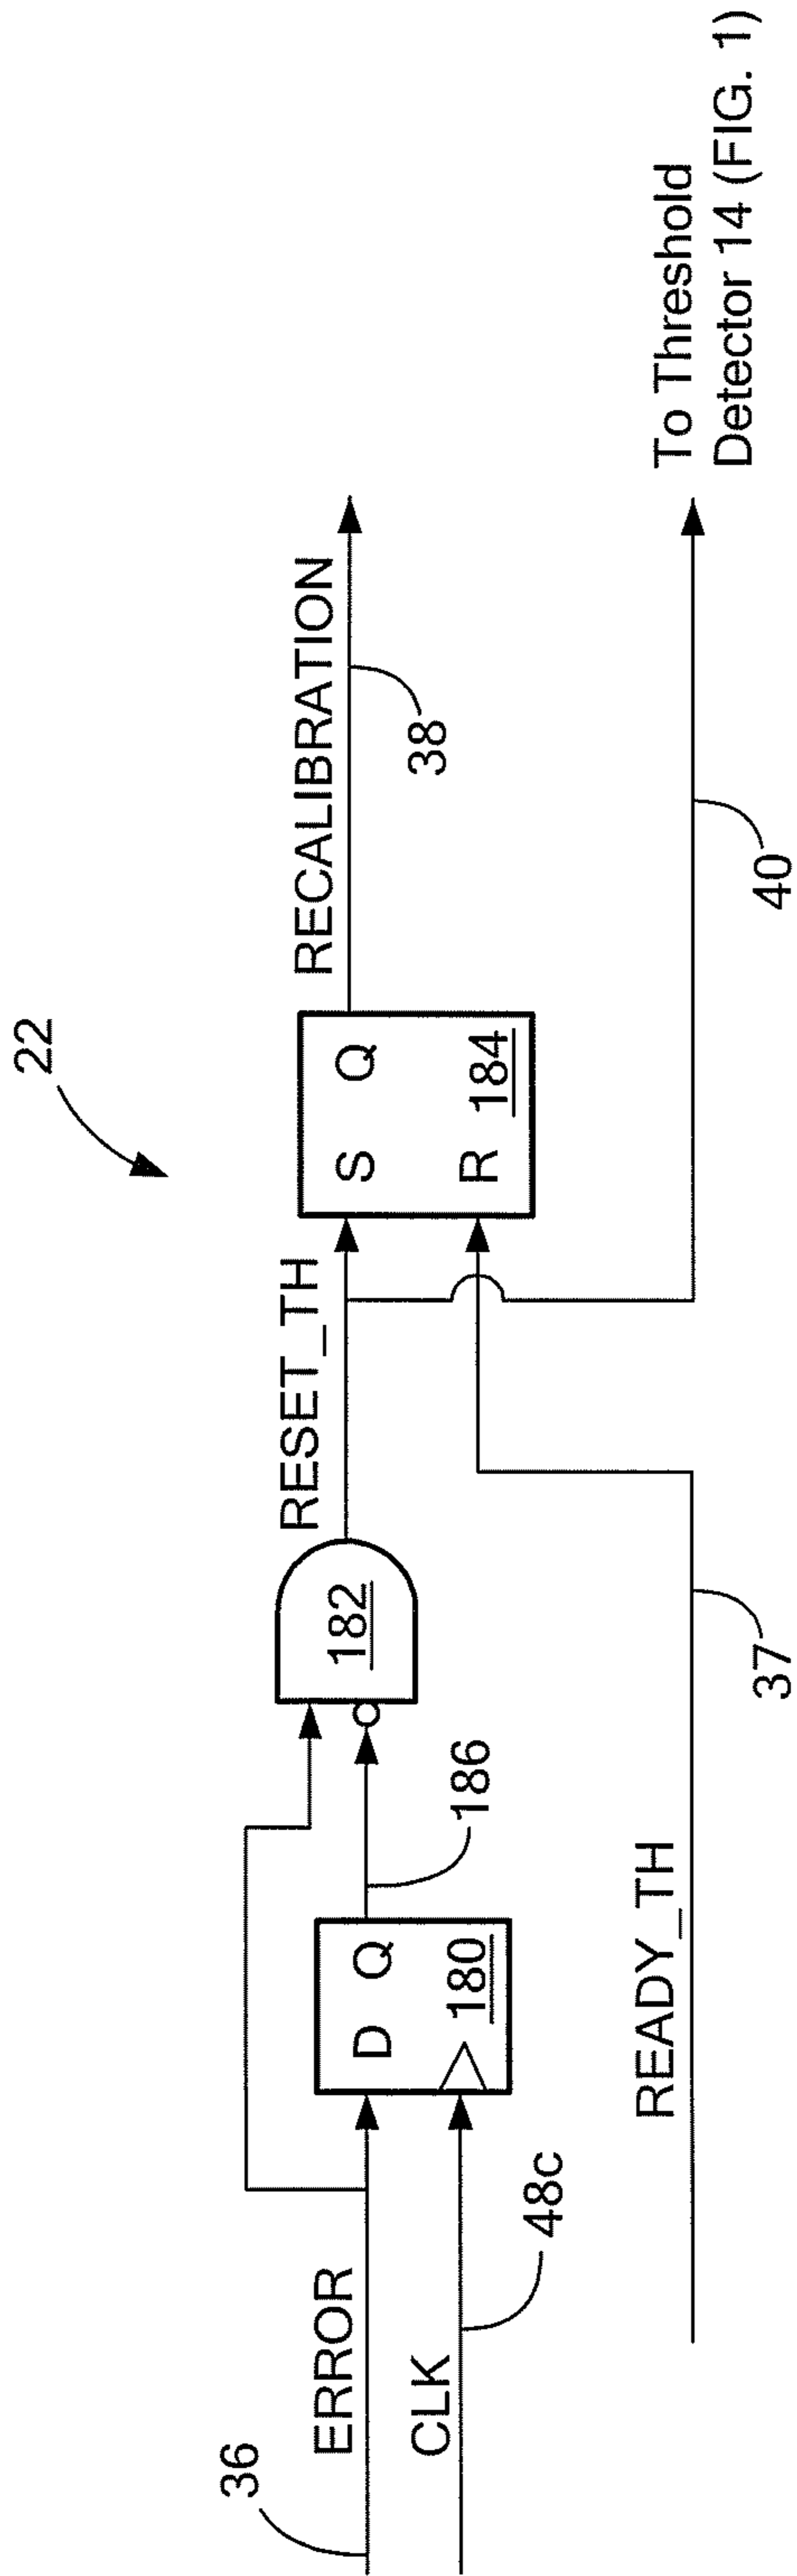 22
36
ERROR
CLK
48c
D
Q
180
186
182
RESET_TH
S
Q
R
184
RECALIBRATION
38
READY_TH
37
40
To Threshold
Detector 14 (FIG. 1)